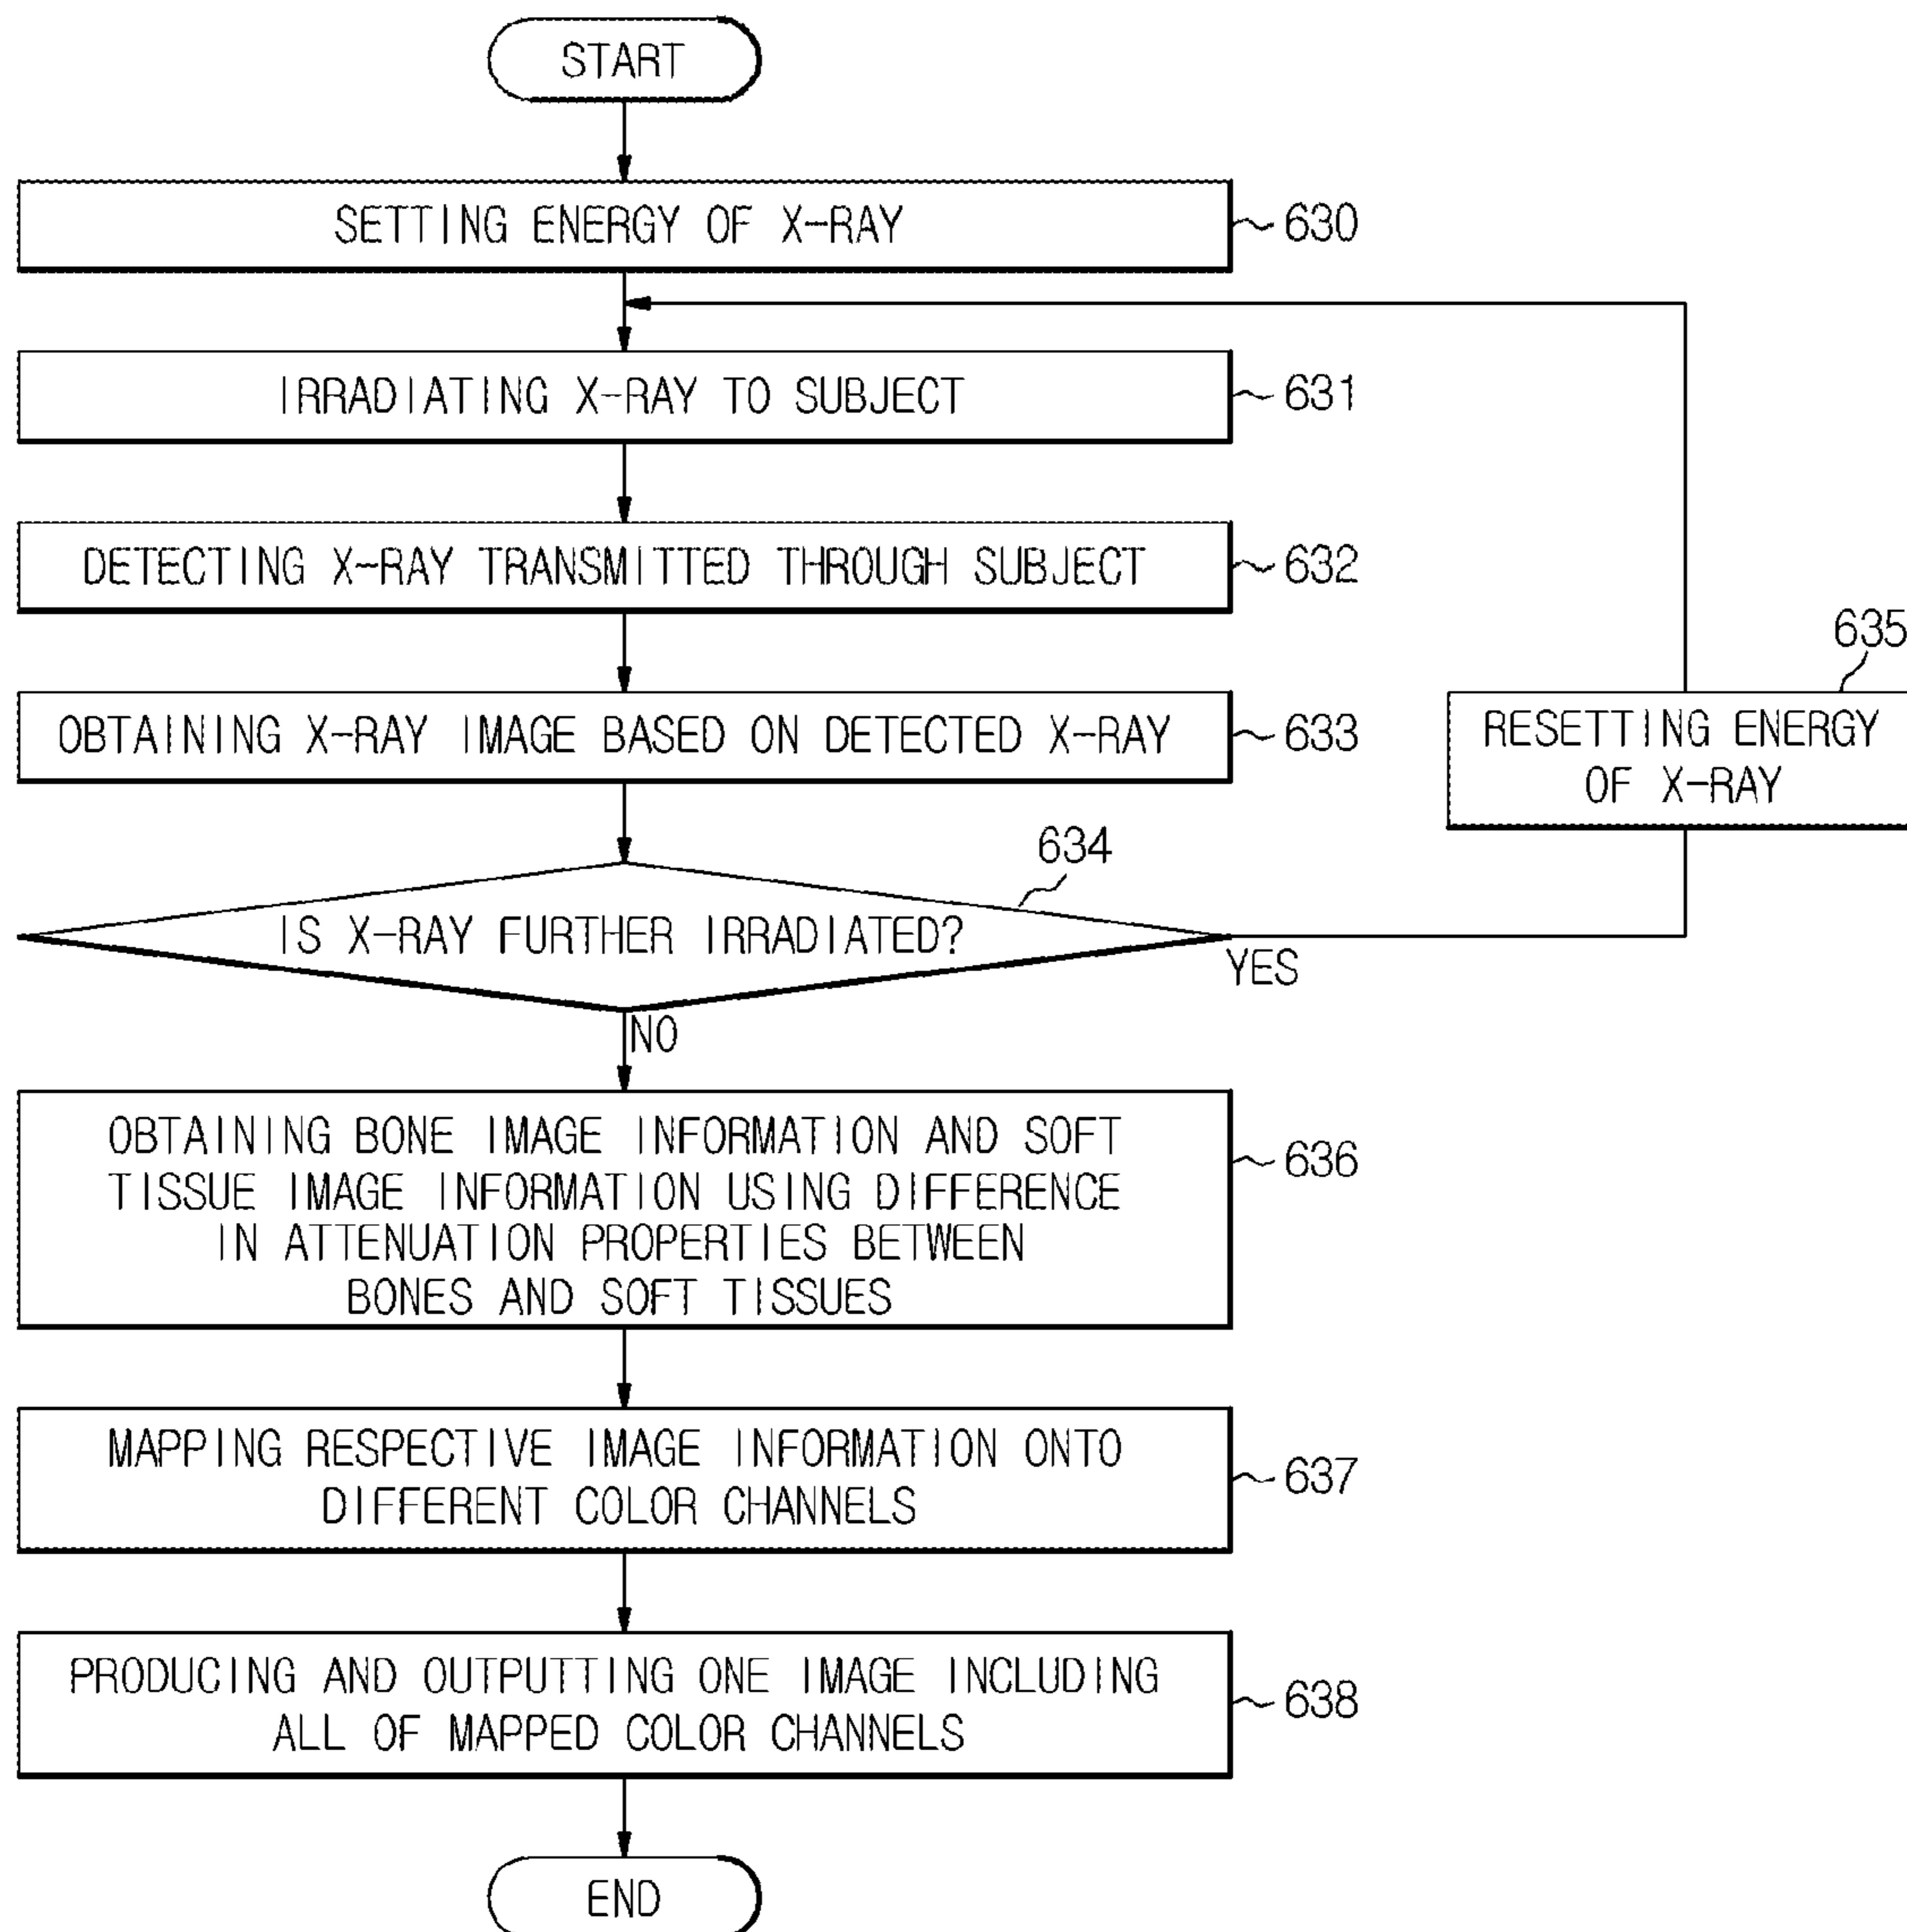 START
SETTING ENERGY OF X-RAY
630
IRRADIATING X-RAY TO SUBJECT
631
DETECTING X-RAY TRANSMITTED THROUGH SUBJECT
632
OBTAINING X-RAY IMAGE BASED ON DETECTED X-RAY
633
635
RESETTING ENERGY
OF X-RAY
634
IS X-RAY FURTHER IRRADIATED?
YES
NO
OBTAINING BONE IMAGE INFORMATION AND SOFT
TISSUE IMAGE INFORMATION USING DIFFERENCE
IN ATTENUATION PROPERTIES BETWEEN
BONES AND SOFT TISSUES
636
MAPPING RESPECTIVE IMAGE INFORMATION ONTO
DIFFERENT COLOR CHANNELS
637
PRODUCING AND OUTPUTTING ONE IMAGE INCLUDING
ALL OF MAPPED COLOR CHANNELS
638
END